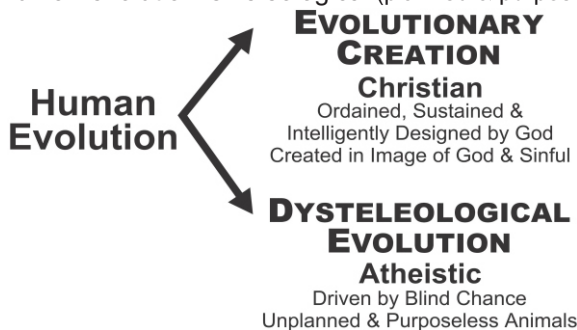 EVOLUTIONARY
CREATION
Christian
Ordained, Sustained &
Intelligently Designed by God
Created in Image of God & Sinful
Human
Evolution
DYSTELEOLOGICAL
EVOLUTION
Atheistic
Driven by Blind Chance
Unplanned & Purposeless Animals